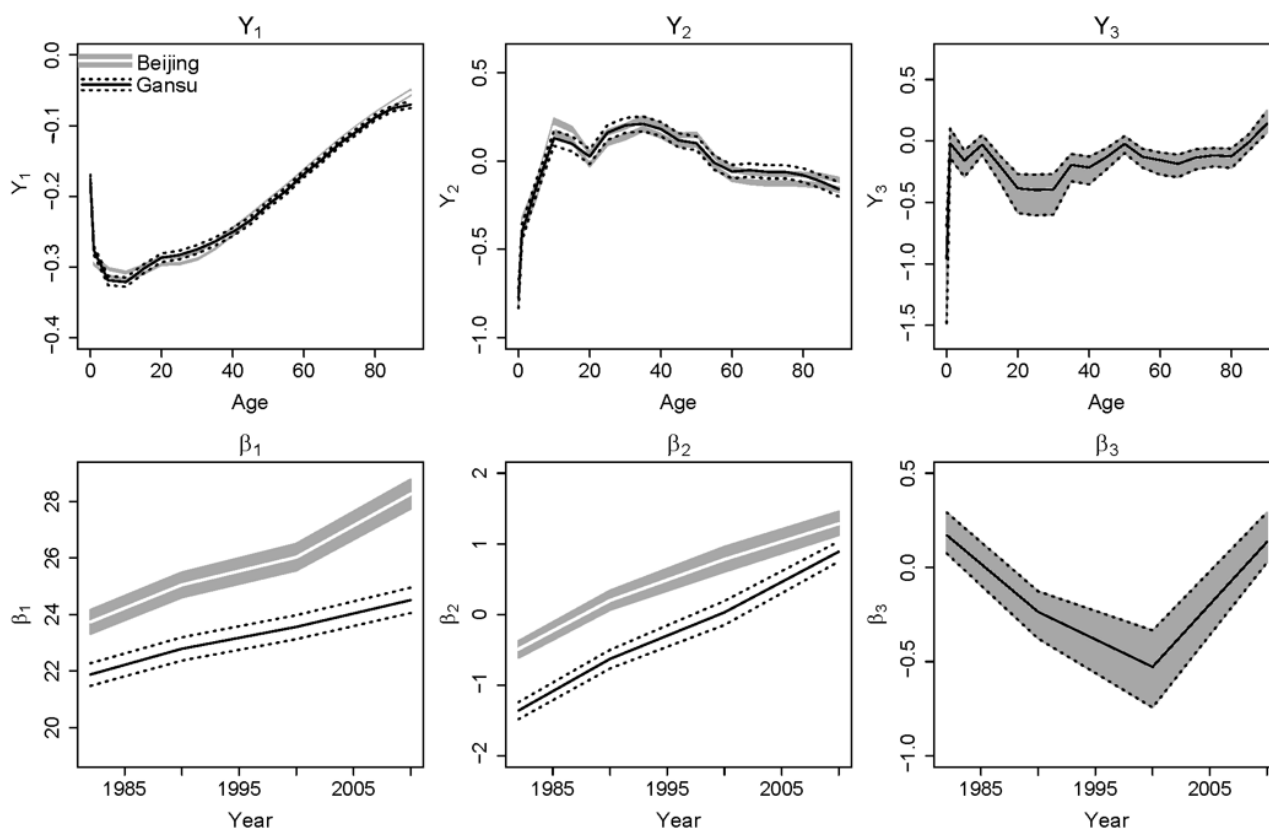 Y₁
Y₁
0.0
−0.1
−0.2
−0.3
−0.4
Beijing
Gansu
0 20 40 60 80
Age
Y₂
Y₂
0.5
0.0
−0.5
−1.0
0 20 40 60 80
Age
Y₃
Y₃
0.5
0.0
−0.5
−1.0
−1.5
0 20 40 60 80
Age
β₁
β₁
28
26
24
22
20
1985 1995 2005
Year
β₂
β₂
2
1
0
−1
−2
1985 1995 2005
Year
β₃
β₃
0.5
0.0
−0.5
−1.0
1985 1995 2005
Year